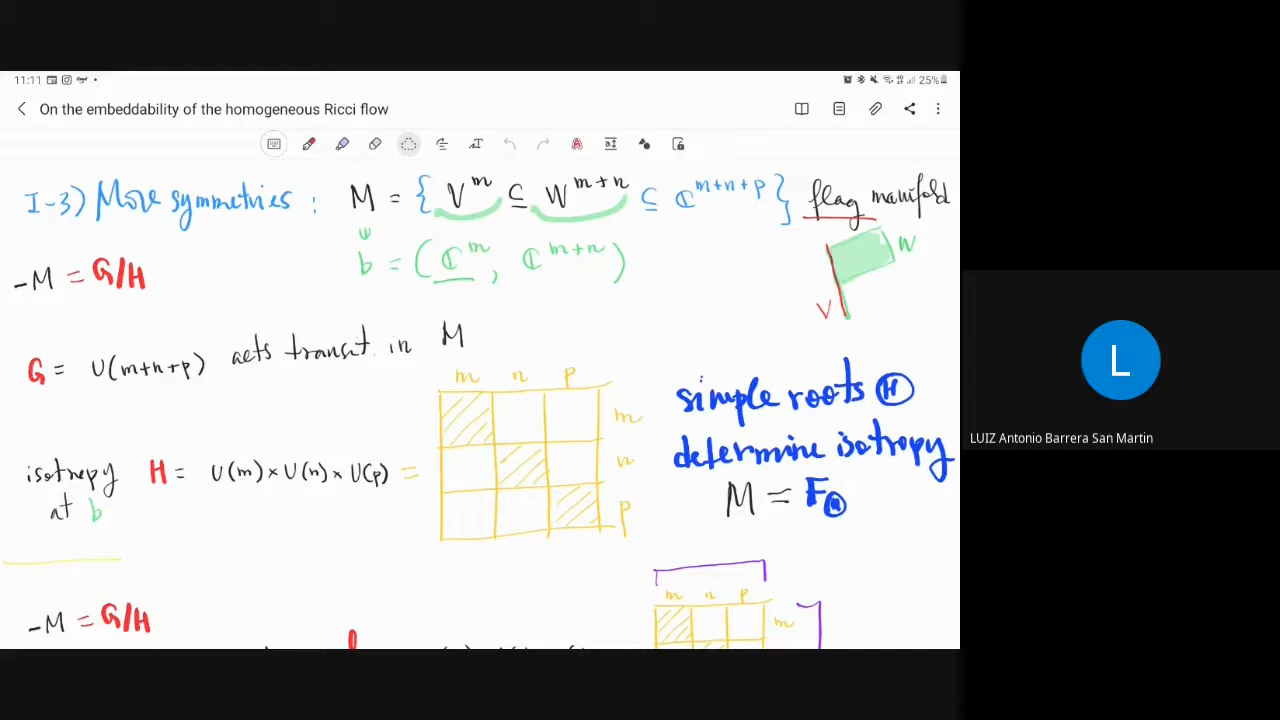 11:11 25%
On the embeddability of the homogeneous Ricci flow
I-3) More symmetries : M = { V^m ⊆ W^{m+n} ⊆ ℂ^{m+n+p} } flag manifold
b = (ℂ^m, ℂ^{m+n})
W
V
-M = G/H
G = U(m+n+p) acts transit. in M
m n p
m
n
p
isotropy at b H = U(m)×U(n)×U(p) =
simple roots Θ
determine isotropy
M = F_Θ
-M = G/H
m n p
m
L
LUIZ Antonio Barrera San Martin